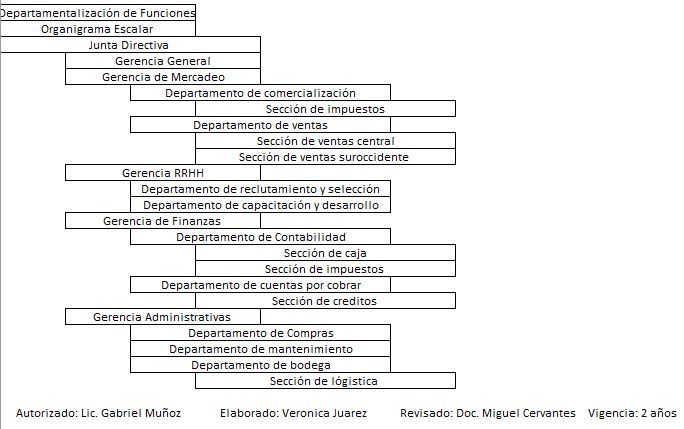 Departamentalización de Funciones
Organigrama Escalar
Junta Directiva
Gerencia General
Gerencia de Mercadeo
Departamento de comercialización
Sección de impuestos
Departamento de ventas
Sección de ventas central
Sección de ventas suroccidente
Gerencia RRHH
Departamento de reclutamiento y selección
Departamento de capacitación y desarrollo
Gerencia de Finanzas
Departamento de Contabilidad
Sección de caja
Sección de impuestos
Departamento de cuentas por cobrar
Sección de creditos
Gerencia Administrativas
Departamento de Compras
Departamento de mantenimiento
Departamento de bodega
Sección de lógistica
Autorizado: Lic. Gabriel Muñoz Elaborado: Veronica Juarez Revisado: Doc. Miguel Cervantes Vigencia: 2 años